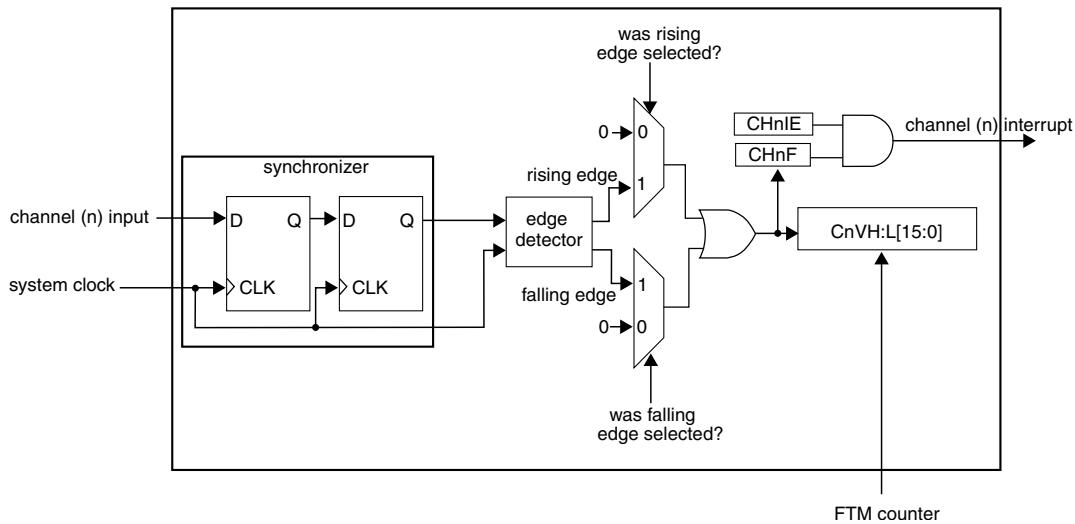 was rising
edge selected?
0
0
CHnIE
channel (n) interrupt
CHnF
synchronizer
rising edge
1
channel (n) input
D
Q
D
Q
edge
detector
CnVH:L[15:0]
system clock
CLK
CLK
falling edge
1
0
0
was falling
edge selected?
FTM counter